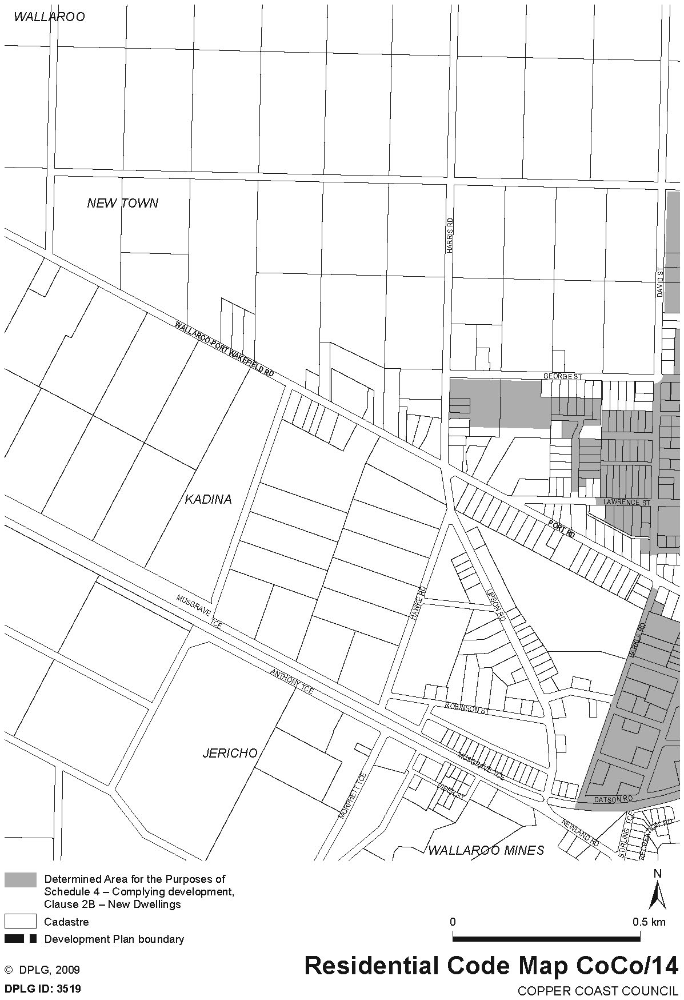 WALLAROO
NEW TOWN
HARRIS RD
DAVID ST
WALLAROO-PORT WAKEFIELD RD
GEORGE ST
KADINA
LAWRENCE ST
PORT RD
MUSGRAVE TCE
HAWKE RD
LIPSON RD
BARKLA RD
ANTHONY TCE
ROBINSON ST
JERICHO
MUSGRAVE TCE
MORPHETT TCE
PIPER ST
DATSON RD
NEWLAND RD
STIRLING TCE
RECREATION RD
WALLAROO MINES
Determined Area for the Purposes of
Schedule 4 – Complying development,
Clause 2B – New Dwellings
Cadastre
Development Plan boundary
N
0
0.5 km
© DPLG, 2009
DPLG ID: 3519
Residential Code Map CoCo/14
COPPER COAST COUNCIL